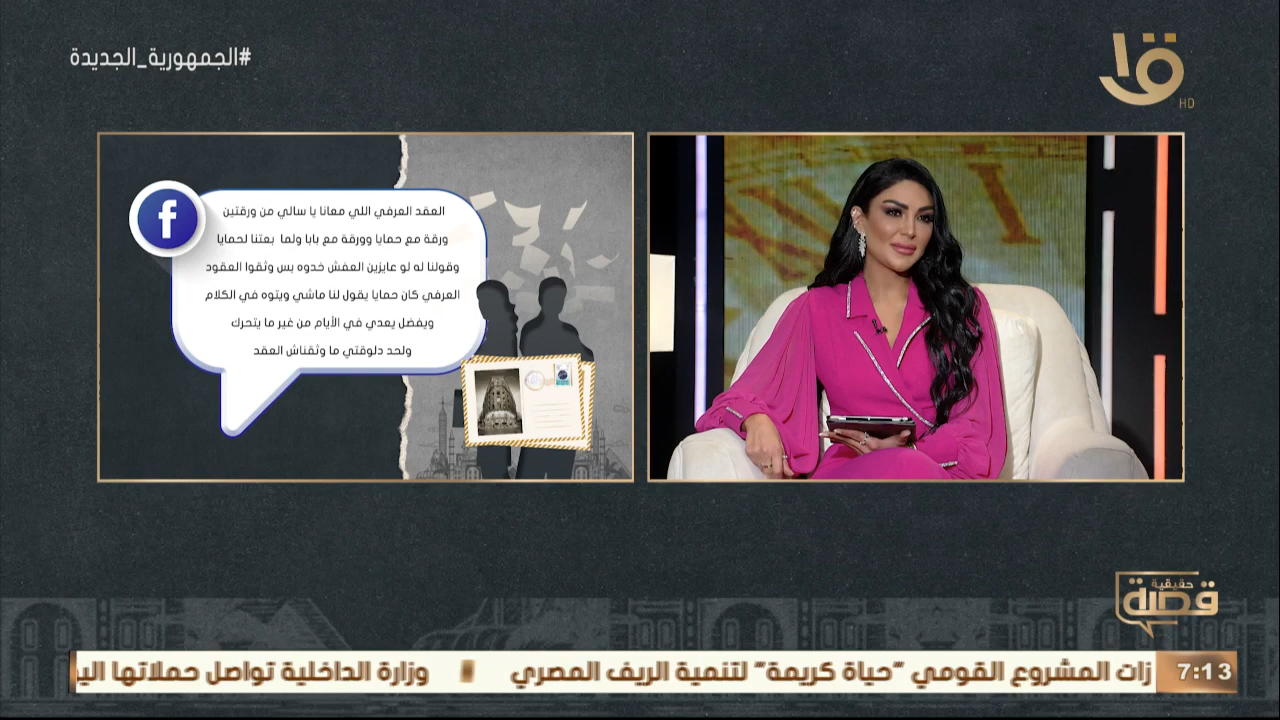 #الجمهورية_الجديدة
HD
العقد العرفي اللي معانا يا سالي من ورقتين
ورقة مع حمايا وورقة مع بابا ولما بعتنا لحمايا
وقولنا له لو عايزين العفش خدوه بس وثقوا العقود
العرفي كان حمايا يقول لنا ماشي ويتوه في الكلام
ويفضل يعدي في الأيام من غير ما يتحرك
ولحد دلوقتي ما وثقناش العقد
f
قصة
حقيقية
7:13
زات المشروع القومي "حياة كريمة" لتنمية الريف المصري
وزارة الداخلية تواصل حملاتها الي